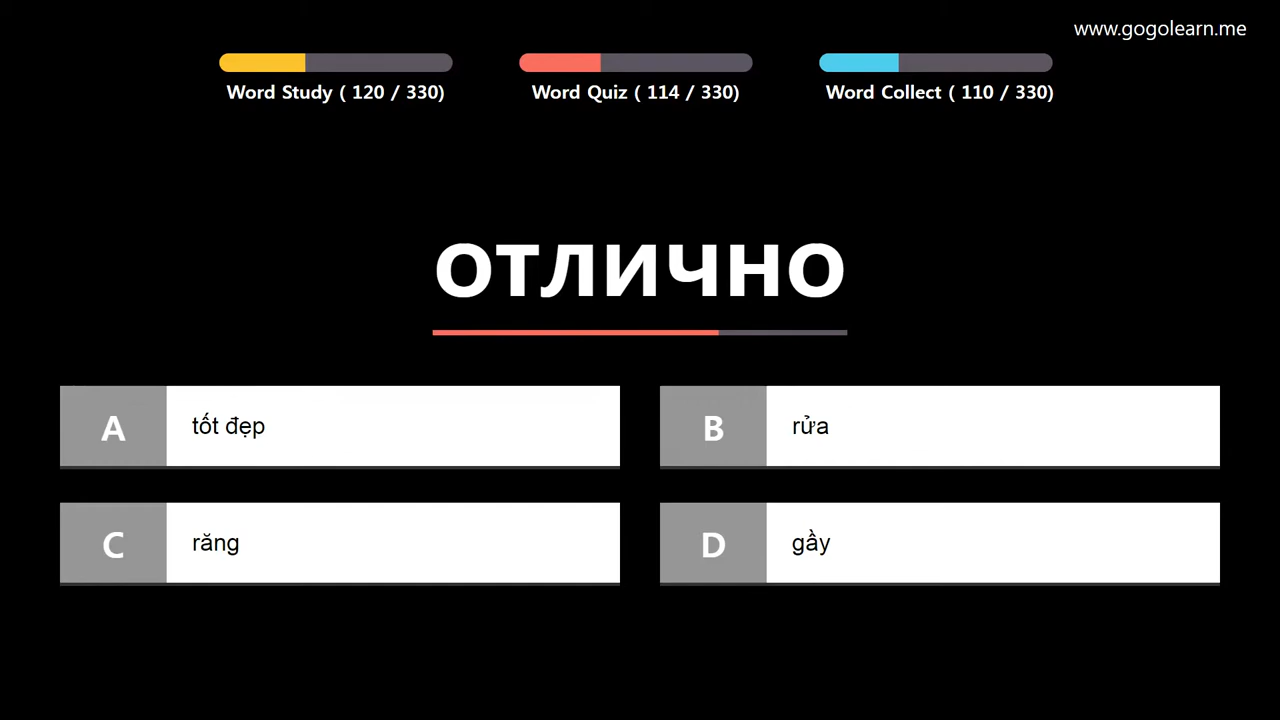 www.gogolearn.me
Word Study ( 120 / 330)
Word Quiz ( 114 / 330)
Word Collect ( 110 / 330)
отлично
A
tốt đẹp
B
rửa
C
răng
D
gầy